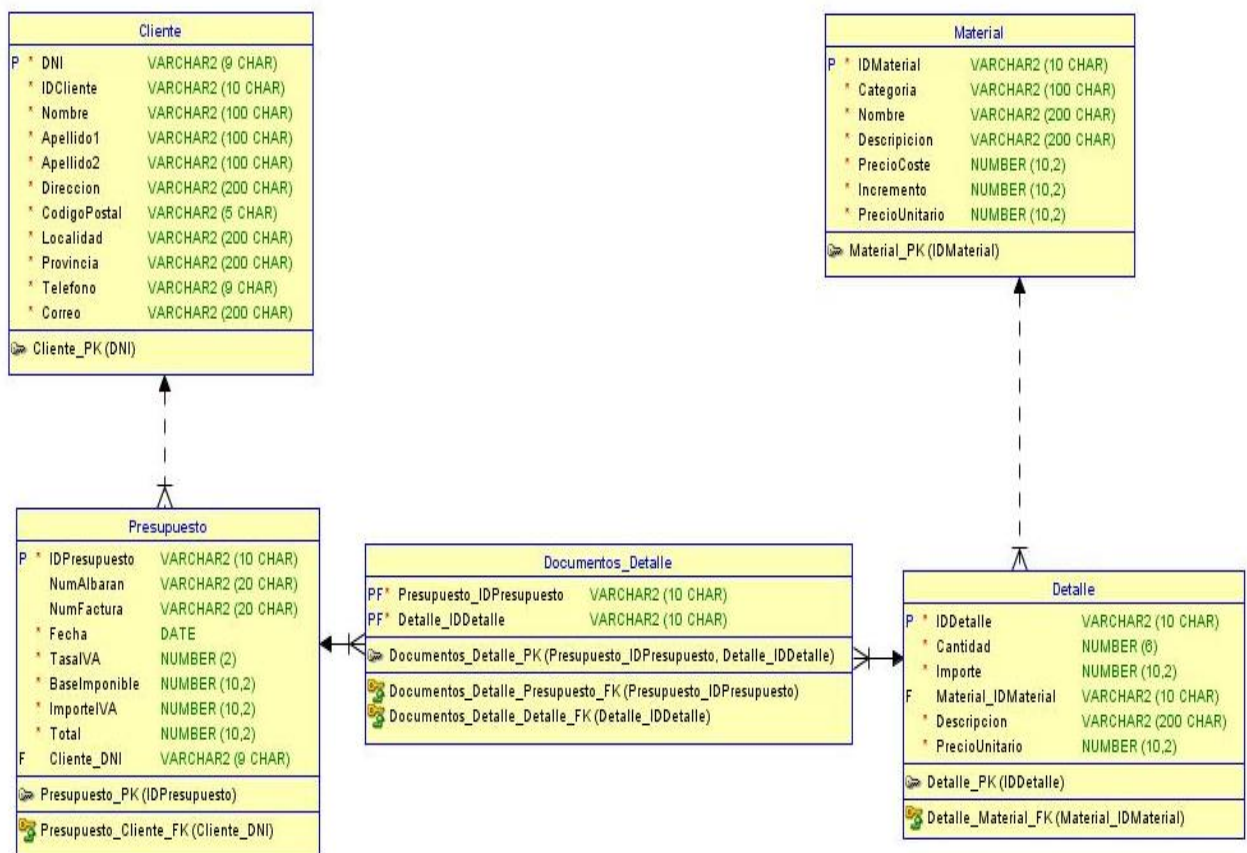 Cliente
P * DNI VARCHAR2 (9 CHAR)
* IDCliente VARCHAR2 (10 CHAR)
* Nombre VARCHAR2 (100 CHAR)
* Apellido1 VARCHAR2 (100 CHAR)
* Apellido2 VARCHAR2 (100 CHAR)
* Direccion VARCHAR2 (200 CHAR)
* CodigoPostal VARCHAR2 (5 CHAR)
* Localidad VARCHAR2 (200 CHAR)
* Provincia VARCHAR2 (200 CHAR)
* Telefono VARCHAR2 (9 CHAR)
* Correo VARCHAR2 (200 CHAR)
Cliente_PK (DNI)
Material
P * IDMaterial VARCHAR2 (10 CHAR)
* Categoria VARCHAR2 (100 CHAR)
* Nombre VARCHAR2 (200 CHAR)
* Descripicion VARCHAR2 (200 CHAR)
* PrecioCoste NUMBER (10,2)
* Incremento NUMBER (10,2)
* PrecioUnitario NUMBER (10,2)
Material_PK (IDMaterial)
Presupuesto
P * IDPresupuesto VARCHAR2 (10 CHAR)
NumAlbaran VARCHAR2 (20 CHAR)
NumFactura VARCHAR2 (20 CHAR)
* Fecha DATE
* TasaIVA NUMBER (2)
* BaseImponible NUMBER (10,2)
* ImporteIVA NUMBER (10,2)
* Total NUMBER (10,2)
F Cliente_DNI VARCHAR2 (9 CHAR)
Presupuesto_PK (IDPresupuesto)
Presupuesto_Cliente_FK (Cliente_DNI)
Documentos_Detalle
PF* Presupuesto_IDPresupuesto VARCHAR2 (10 CHAR)
PF* Detalle_IDDetalle VARCHAR2 (10 CHAR)
Documentos_Detalle_PK (Presupuesto_IDPresupuesto, Detalle_IDDetalle)
Documentos_Detalle_Presupuesto_FK (Presupuesto_IDPresupuesto)
Documentos_Detalle_Detalle_FK (Detalle_IDDetalle)
Detalle
P * IDDetalle VARCHAR2 (10 CHAR)
* Cantidad NUMBER (6)
* Importe NUMBER (10,2)
F Material_IDMaterial VARCHAR2 (10 CHAR)
* Descripcion VARCHAR2 (200 CHAR)
* PrecioUnitario NUMBER (10,2)
Detalle_PK (IDDetalle)
Detalle_Material_FK (Material_IDMaterial)